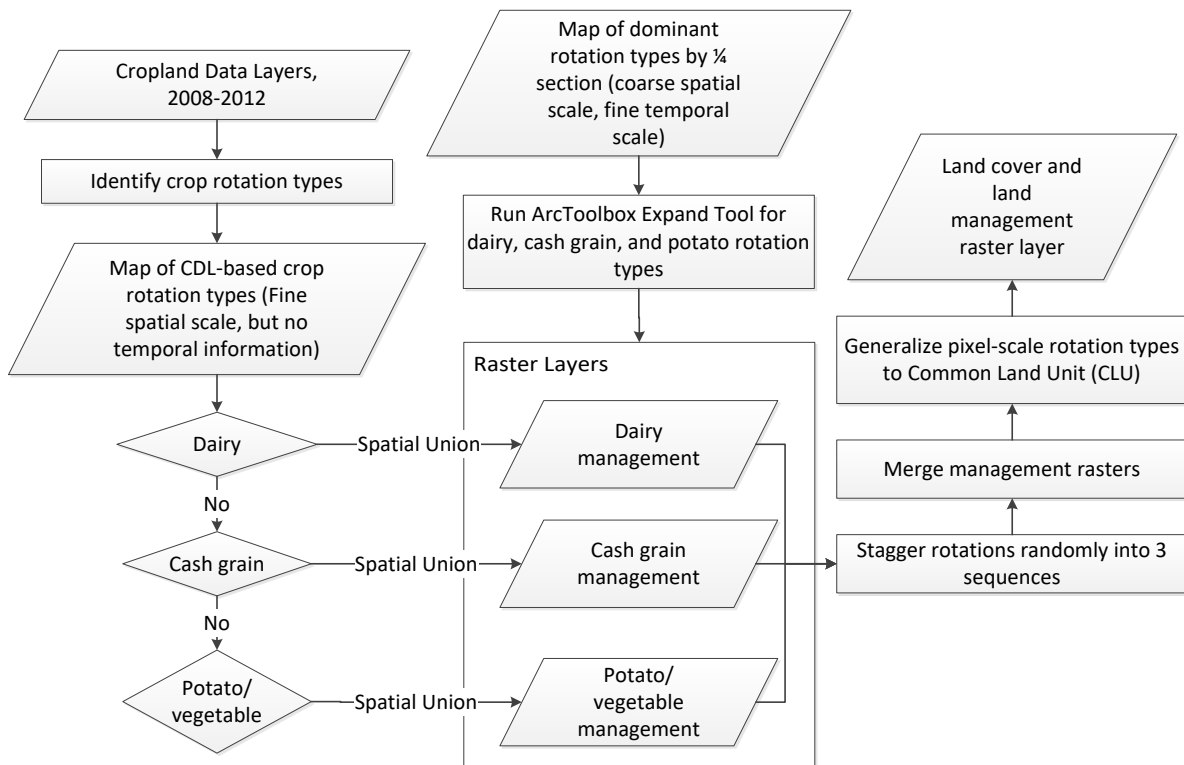 Cropland Data Layers,
2008-2012
Identify crop rotation types
Map of CDL-based crop
rotation types (Fine
spatial scale, but no
temporal information)
Dairy
No
Cash grain
No
Potato/
vegetable
Spatial Union
Spatial Union
Spatial Union
Map of dominant
rotation types by ¼
section (coarse spatial
scale, fine temporal
scale)
Run ArcToolbox Expand Tool for
dairy, cash grain, and potato rotation
types
Raster Layers
Dairy
management
Cash grain
management
Potato/
vegetable
management
Land cover and
land
management
raster layer
Generalize pixel-scale rotation types
to Common Land Unit (CLU)
Merge management rasters
Stagger rotations randomly into 3
sequences